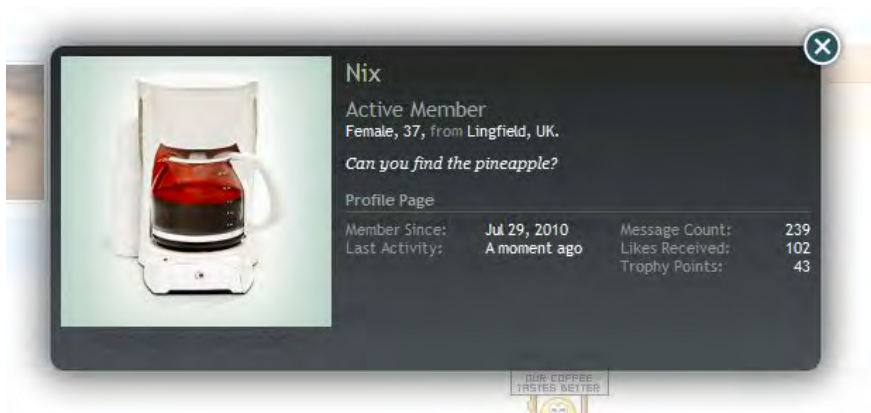 Nix
Active Member
Female, 37, from Lingfield, UK.
Can you find the pineapple?
Profile Page
Member Since: Jul 29, 2010 Message Count: 239
Last Activity: A moment ago Likes Received: 102
Trophy Points: 43
OUR COFFEE
TASTES BETTER